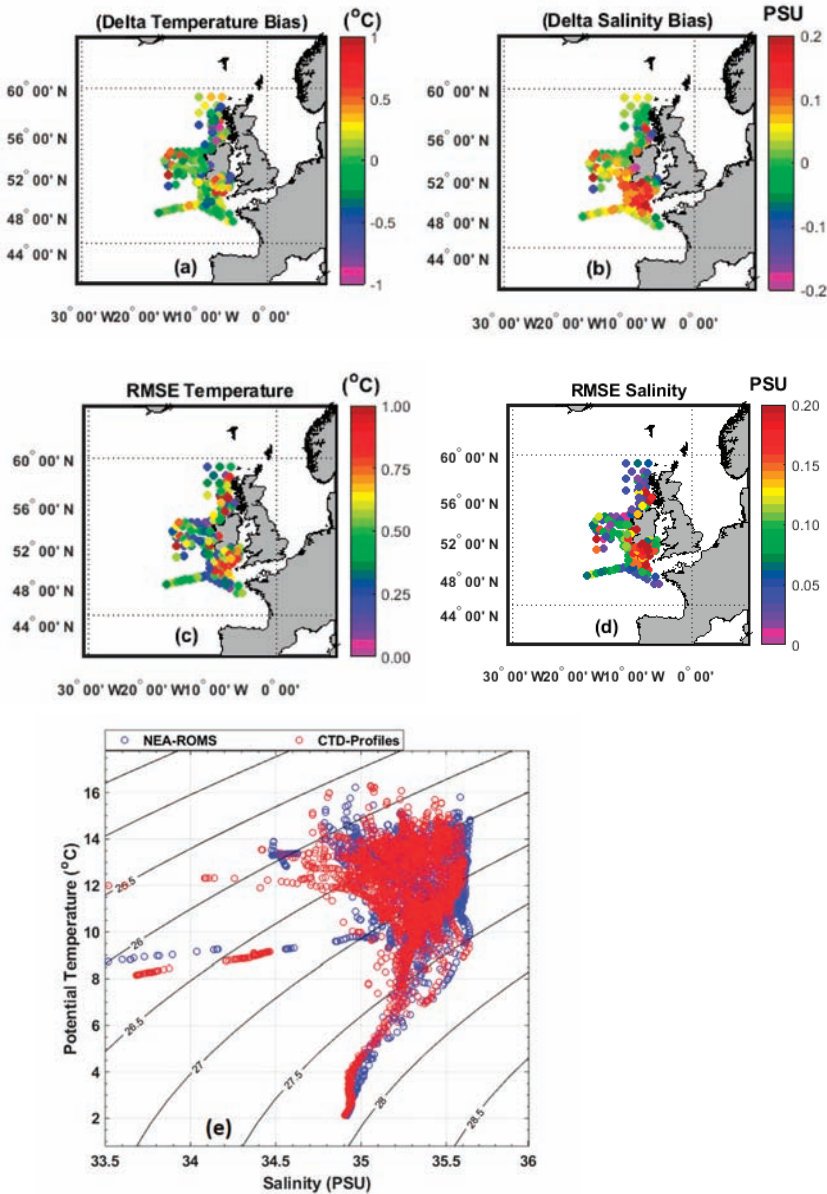 (Delta Temperature Bias)
(°C)
1
0.5
0
-0.5
-1
60° 00' N
56° 00' N
52° 00' N
48° 00' N
44° 00' N
(a)
30° 00' W20° 00' W10° 00' W 0° 00'
(Delta Salinity Bias)
PSU
0.2
0.1
0
-0.1
-0.2
60° 00' N
56° 00' N
52° 00' N
48° 00' N
44° 00' N
(b)
30° 00' W20° 00' W10° 00' W 0° 00'
RMSE Temperature
(°C)
1.00
0.75
0.50
0.25
0.00
60° 00' N
56° 00' N
52° 00' N
48° 00' N
44° 00' N
(c)
30° 00' W20° 00' W10° 00' W 0° 00'
RMSE Salinity
PSU
0.20
0.15
0.10
0.05
0
60° 00' N
56° 00' N
52° 00' N
48° 00' N
44° 00' N
(d)
30° 00' W20° 00' W10° 00' W 0° 00'
NEA-ROMS
CTD-Profiles
Potential Temperature (°C)
16
14
12
10
8
6
4
2
25.5
26
26.5
27
27.5
28
28.5
(e)
33.5
34
34.5
35
35.5
36
Salinity (PSU)